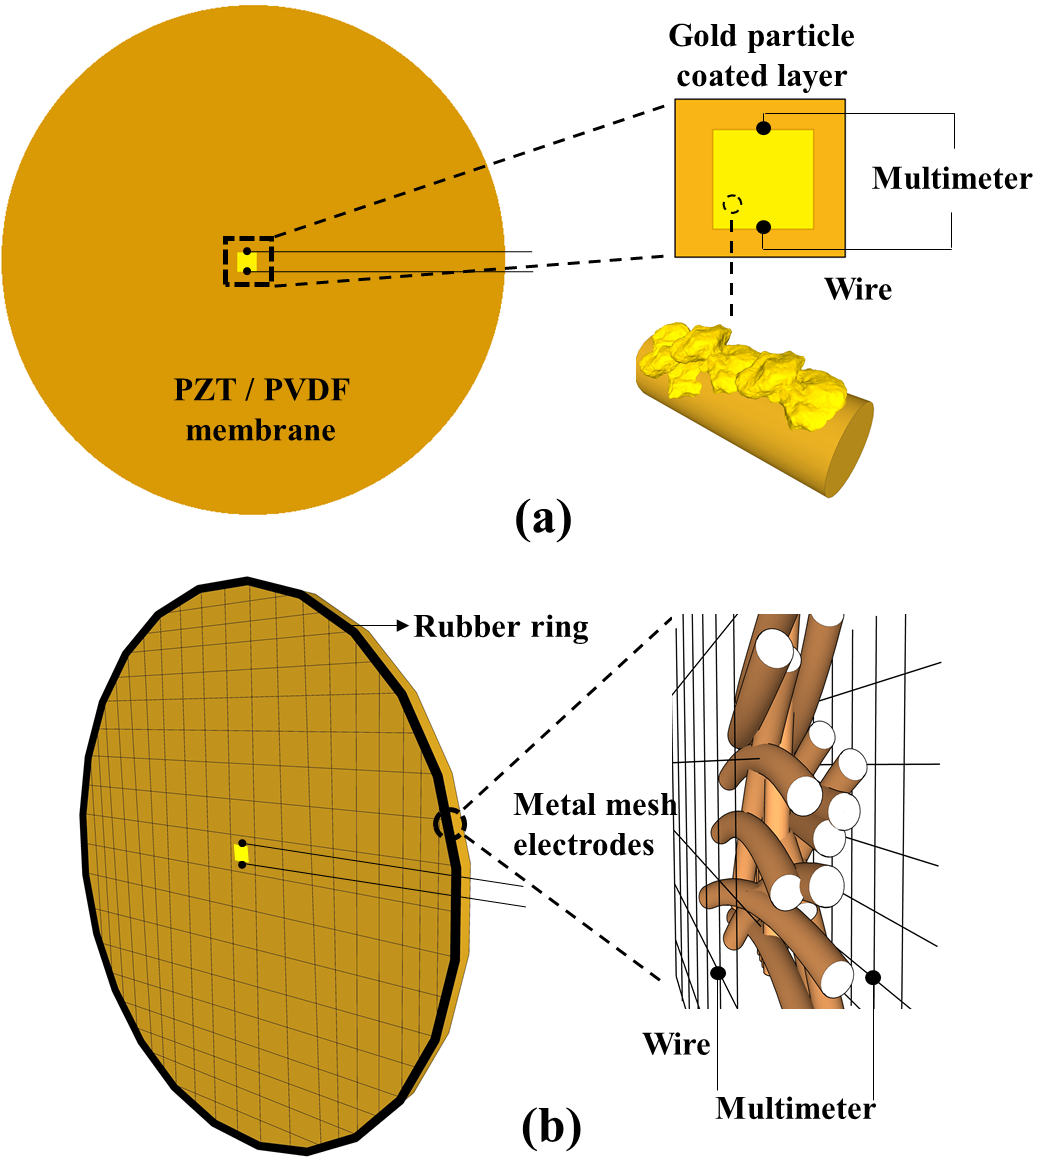 Gold particle
coated layer
Multimeter
Wire
PZT / PVDF
membrane
(a)
Rubber ring
Metal mesh
electrodes
Wire
Multimeter
(b)